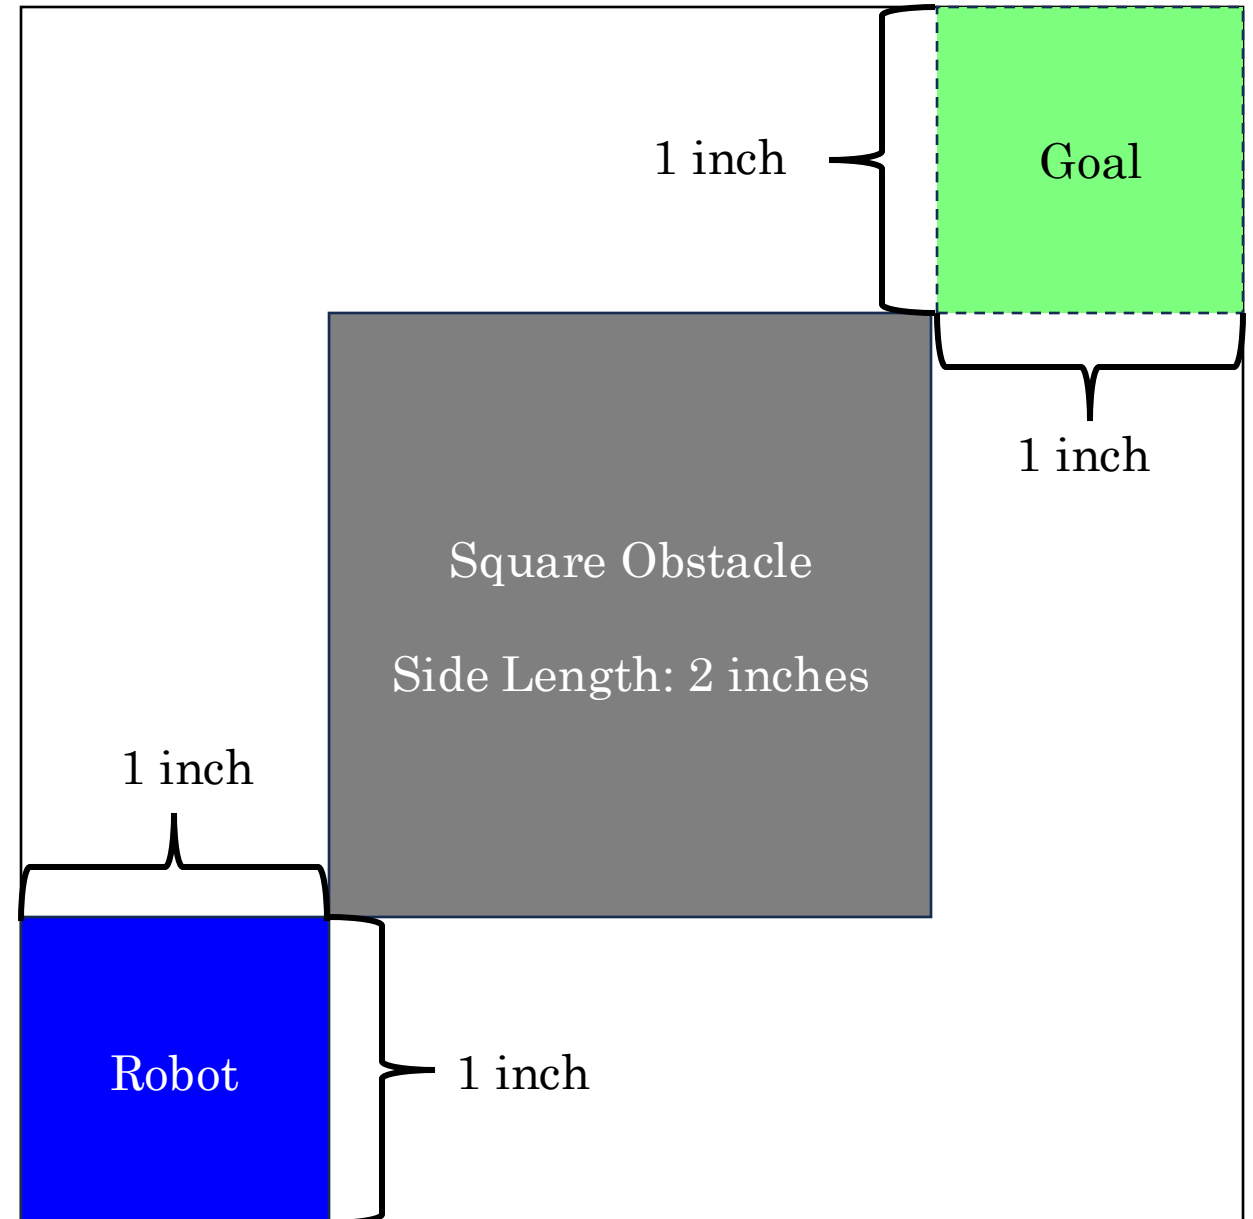 1 inch
Goal
1 inch
Square Obstacle
Side Length: 2 inches
1 inch
Robot
1 inch